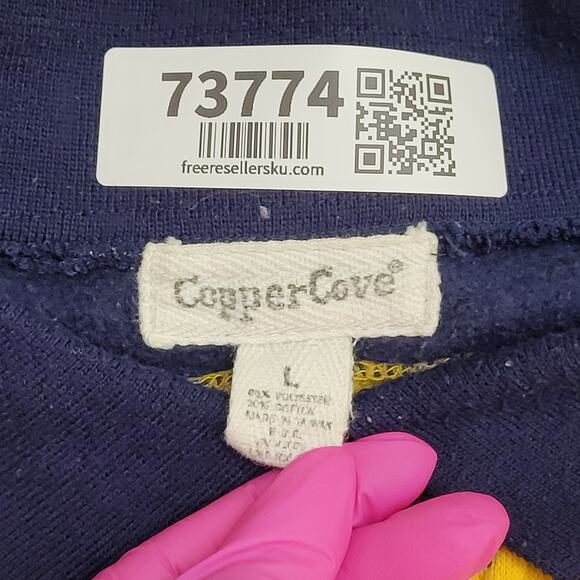 73774
freeresellersku.com
CopperCove®
L
POLYESTER
COTTON
MADE IN TAIWAN
R.O.C.